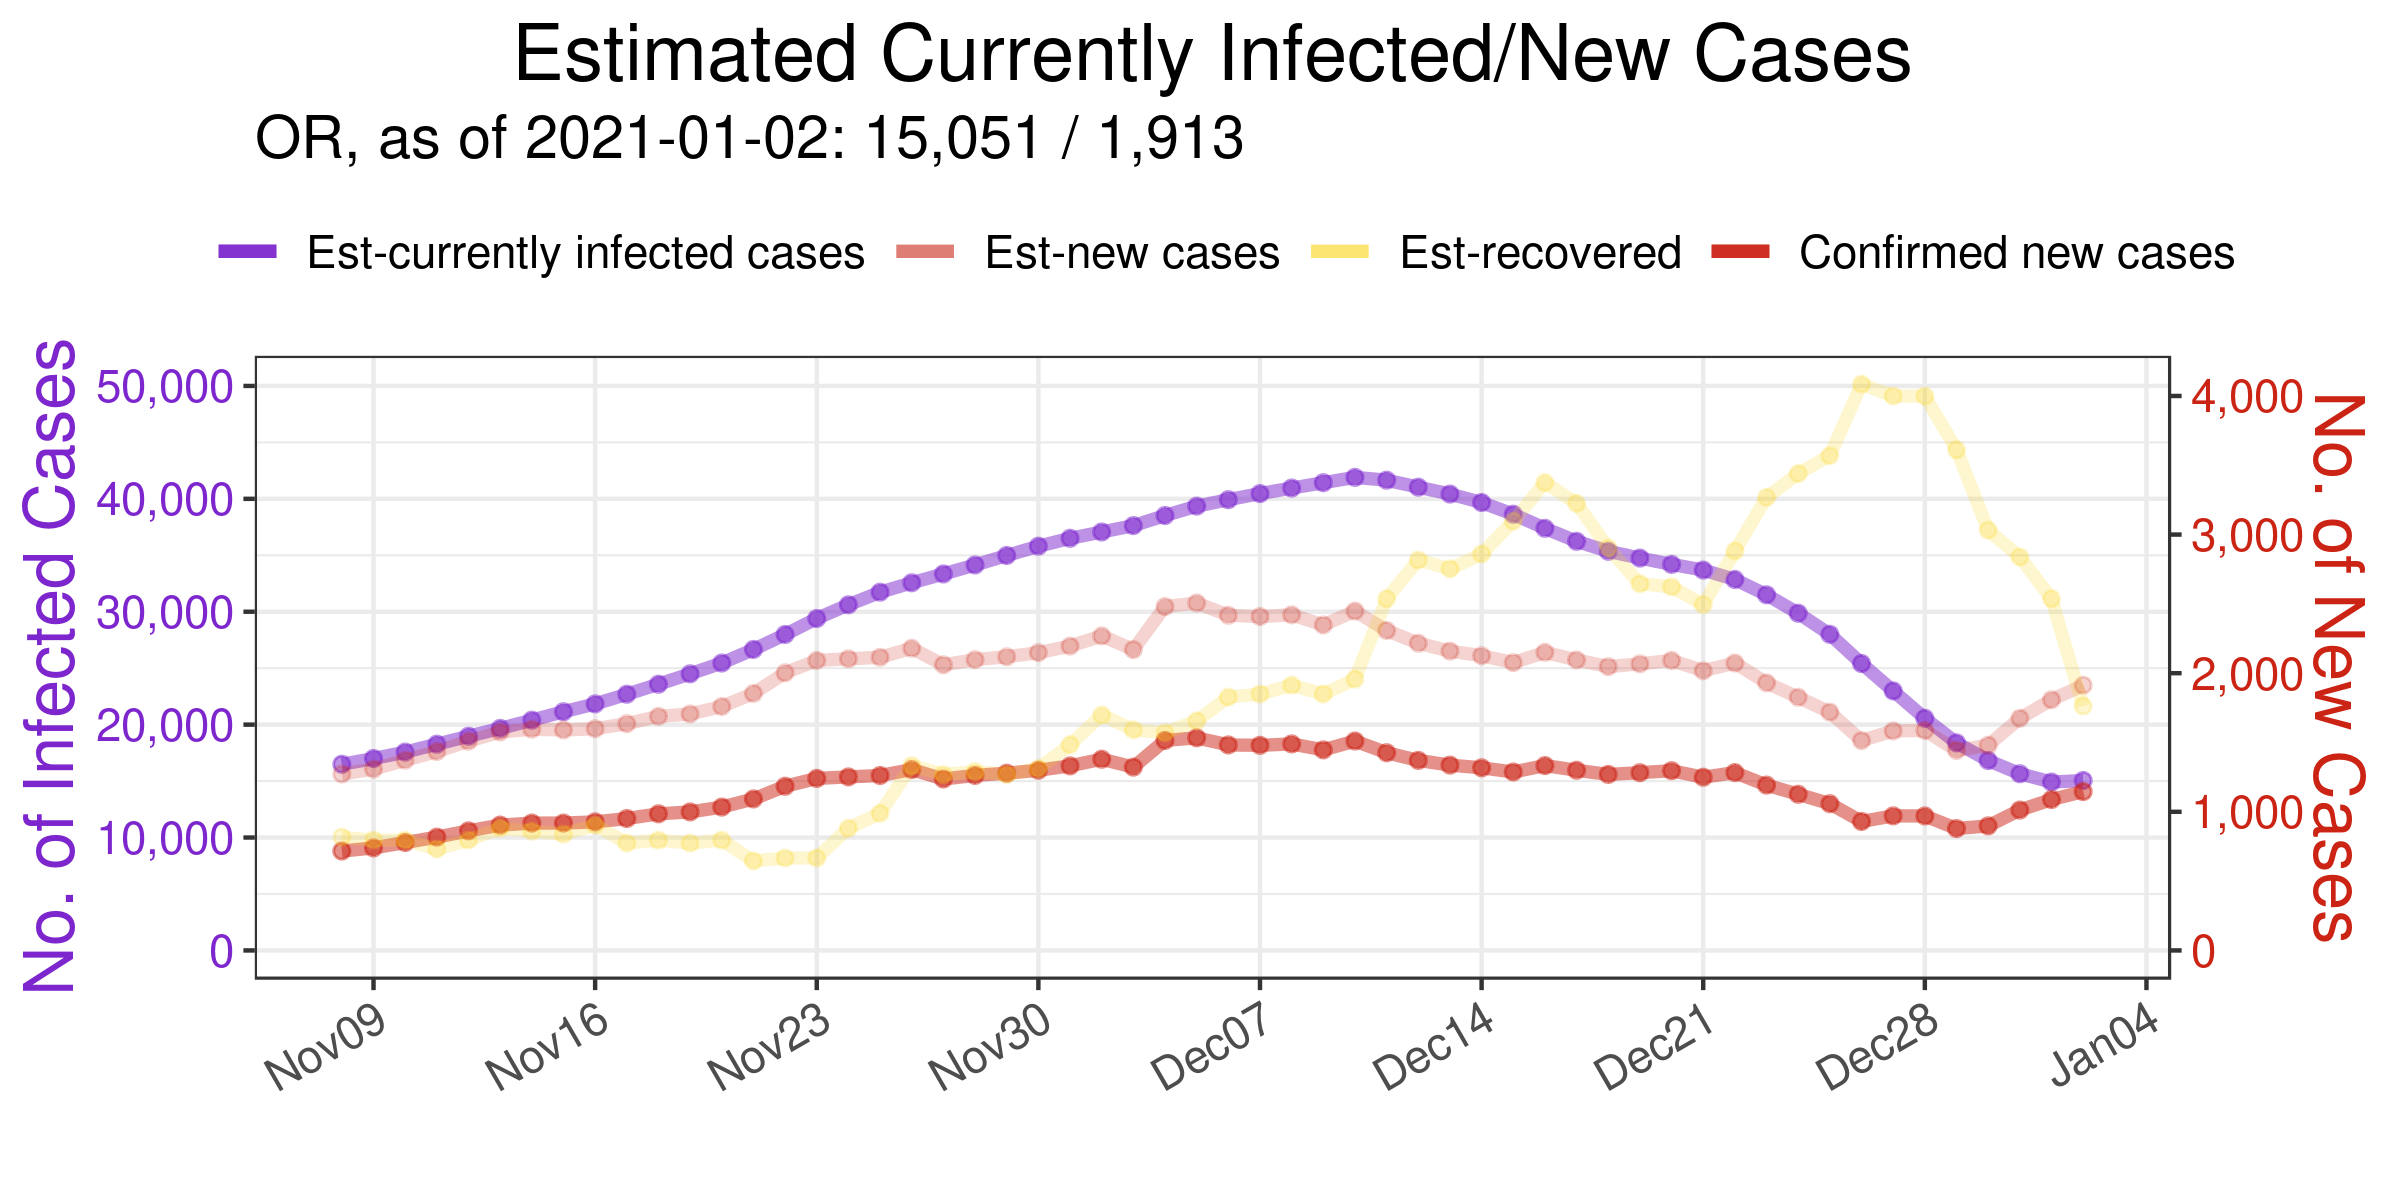 Estimated Currently Infected/New Cases
OR, as of 2021-01-02: 15,051 / 1,913
Est-currently infected cases Est-new cases Est-recovered Confirmed new cases
No. of Infected Cases
50,000
40,000
30,000
20,000
10,000
0
4,000
3,000
2,000
1,000
0
No. of New Cases
Nov09 Nov16 Nov23 Nov30 Dec07 Dec14 Dec21 Dec28 Jan04